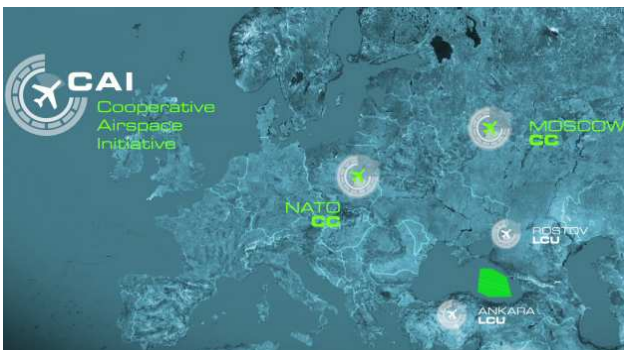 CAI
Cooperative
Airspace
Initiative
MOSCOW
CC
NATO
CC
ROSTOV
LCU
ANKARA
LCU